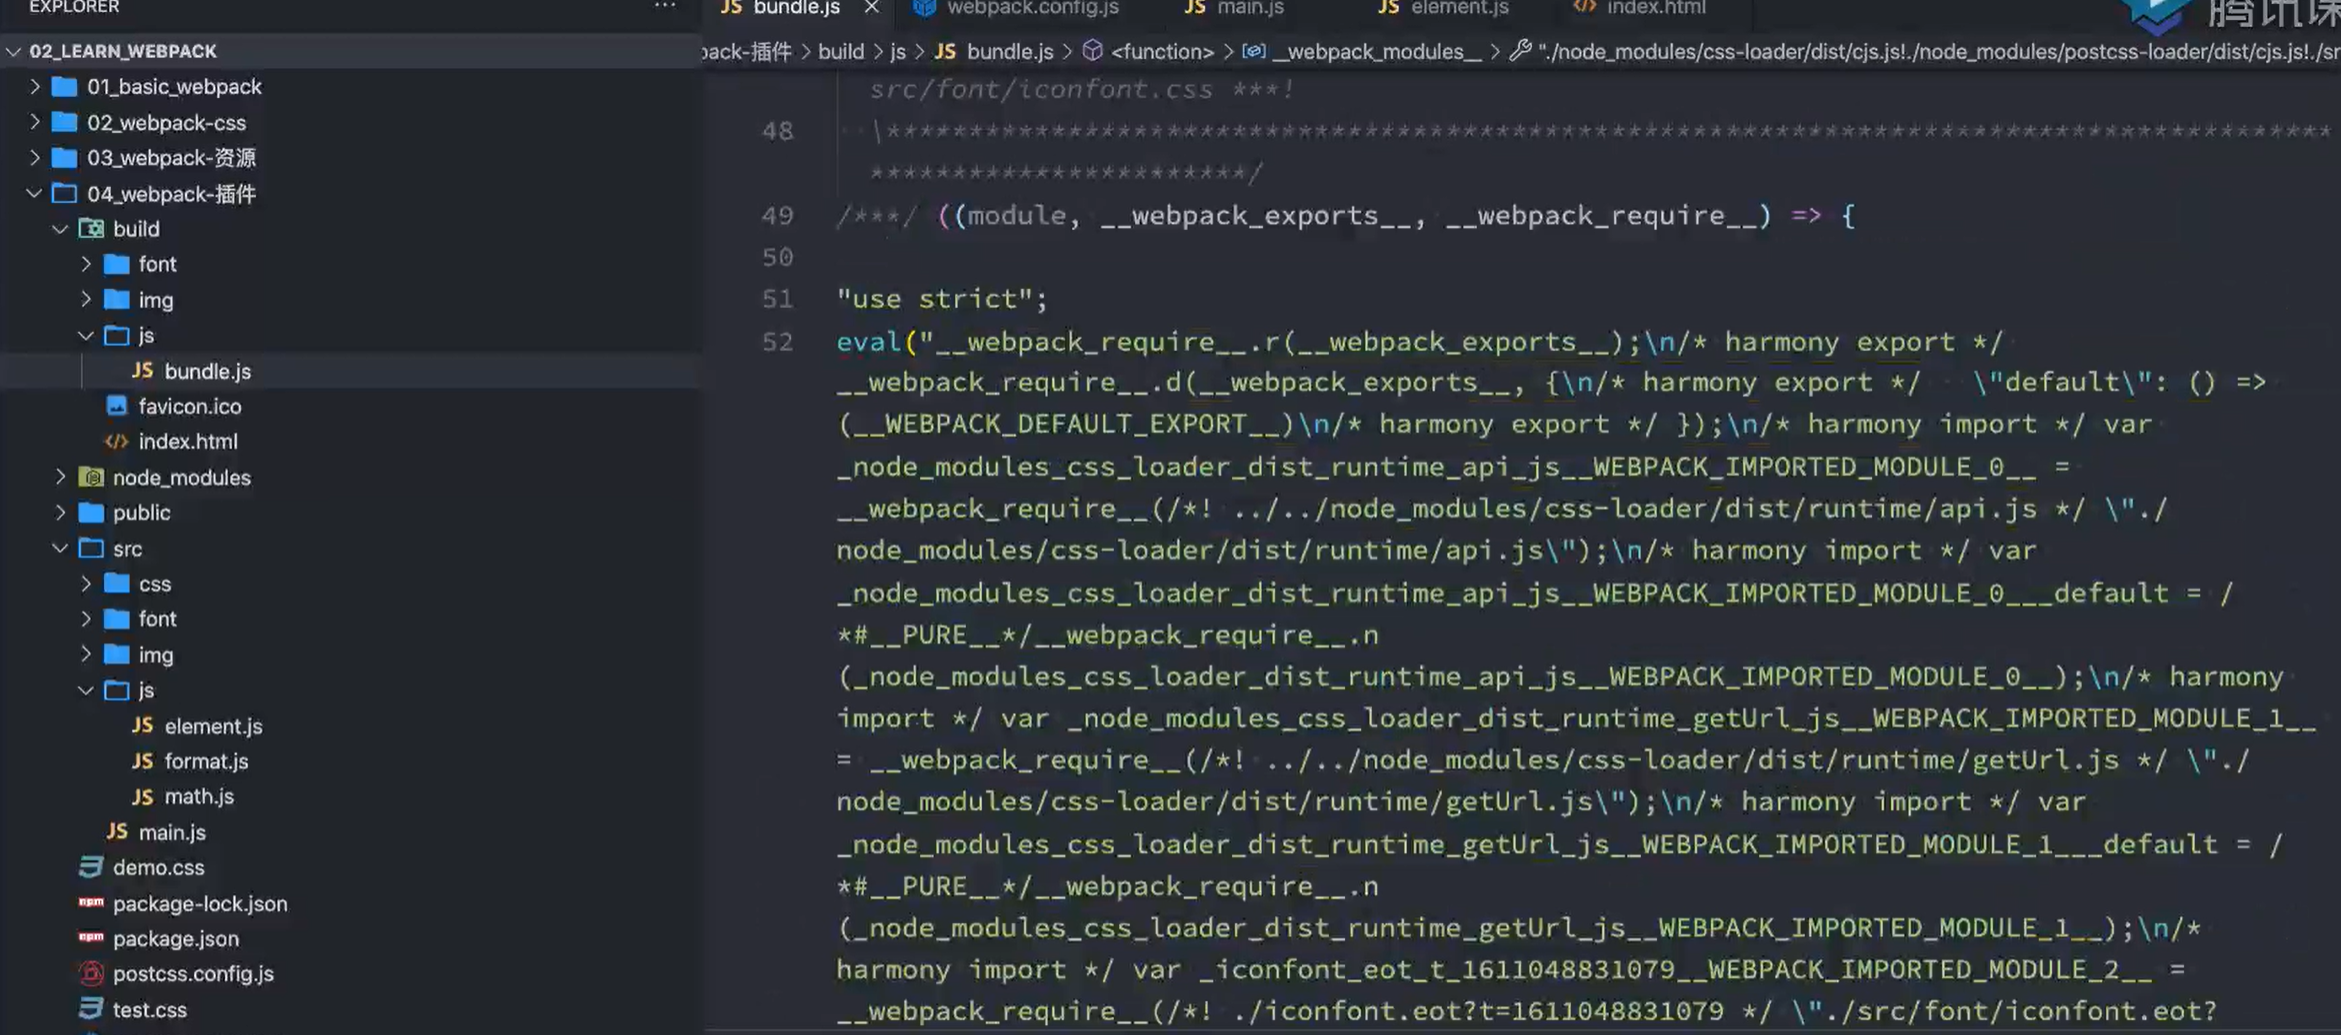 EXPLORER
···
02_LEARN_WEBPACK
01_basic_webpack
02_webpack-css
03_webpack-资源
04_webpack-插件
build
font
img
js
JS bundle.js
favicon.ico
</> index.html
node_modules
public
src
css
font
img
js
JS element.js
JS format.js
JS math.js
JS main.js
demo.css
npm package-lock.json
npm package.json
postcss.config.js
test.css
JS bundle.js × webpack.config.js JS main.js JS element.js </> index.html
腾讯课
pack-插件 > build > js > JS bundle.js > <function> > __webpack_modules__ > "./node_modules/css-loader/dist/cjs.js!./node_modules/postcss-loader/dist/cjs.js!./sr
src/font/iconfont.css ***!
48 \****************************************************************************************
***********************/
49 /***/ ((module, __webpack_exports__, __webpack_require__) => {
50
51 "use strict";
52 eval("__webpack_require__.r(__webpack_exports__);\n/* harmony export */
__webpack_require__.d(__webpack_exports__, {\n/* harmony export */   \"default\": () =>
(__WEBPACK_DEFAULT_EXPORT__)\n/* harmony export */ });\n/* harmony import */ var
_node_modules_css_loader_dist_runtime_api_js__WEBPACK_IMPORTED_MODULE_0__ =
__webpack_require__(/*! ../../node_modules/css-loader/dist/runtime/api.js */ \"./
node_modules/css-loader/dist/runtime/api.js\");\n/* harmony import */ var
_node_modules_css_loader_dist_runtime_api_js__WEBPACK_IMPORTED_MODULE_0___default = /
*#__PURE__*/__webpack_require__.n
(_node_modules_css_loader_dist_runtime_api_js__WEBPACK_IMPORTED_MODULE_0__);\n/* harmony
import */ var _node_modules_css_loader_dist_runtime_getUrl_js__WEBPACK_IMPORTED_MODULE_1__
= __webpack_require__(/*! ../../node_modules/css-loader/dist/runtime/getUrl.js */ \"./
node_modules/css-loader/dist/runtime/getUrl.js\");\n/* harmony import */ var
_node_modules_css_loader_dist_runtime_getUrl_js__WEBPACK_IMPORTED_MODULE_1___default = /
*#__PURE__*/__webpack_require__.n
(_node_modules_css_loader_dist_runtime_getUrl_js__WEBPACK_IMPORTED_MODULE_1__);\n/*
harmony import */ var _iconfont_eot_t_1611048831079__WEBPACK_IMPORTED_MODULE_2__ =
__webpack_require__(/*! ./iconfont.eot?t=1611048831079 */ \"./src/font/iconfont.eot?